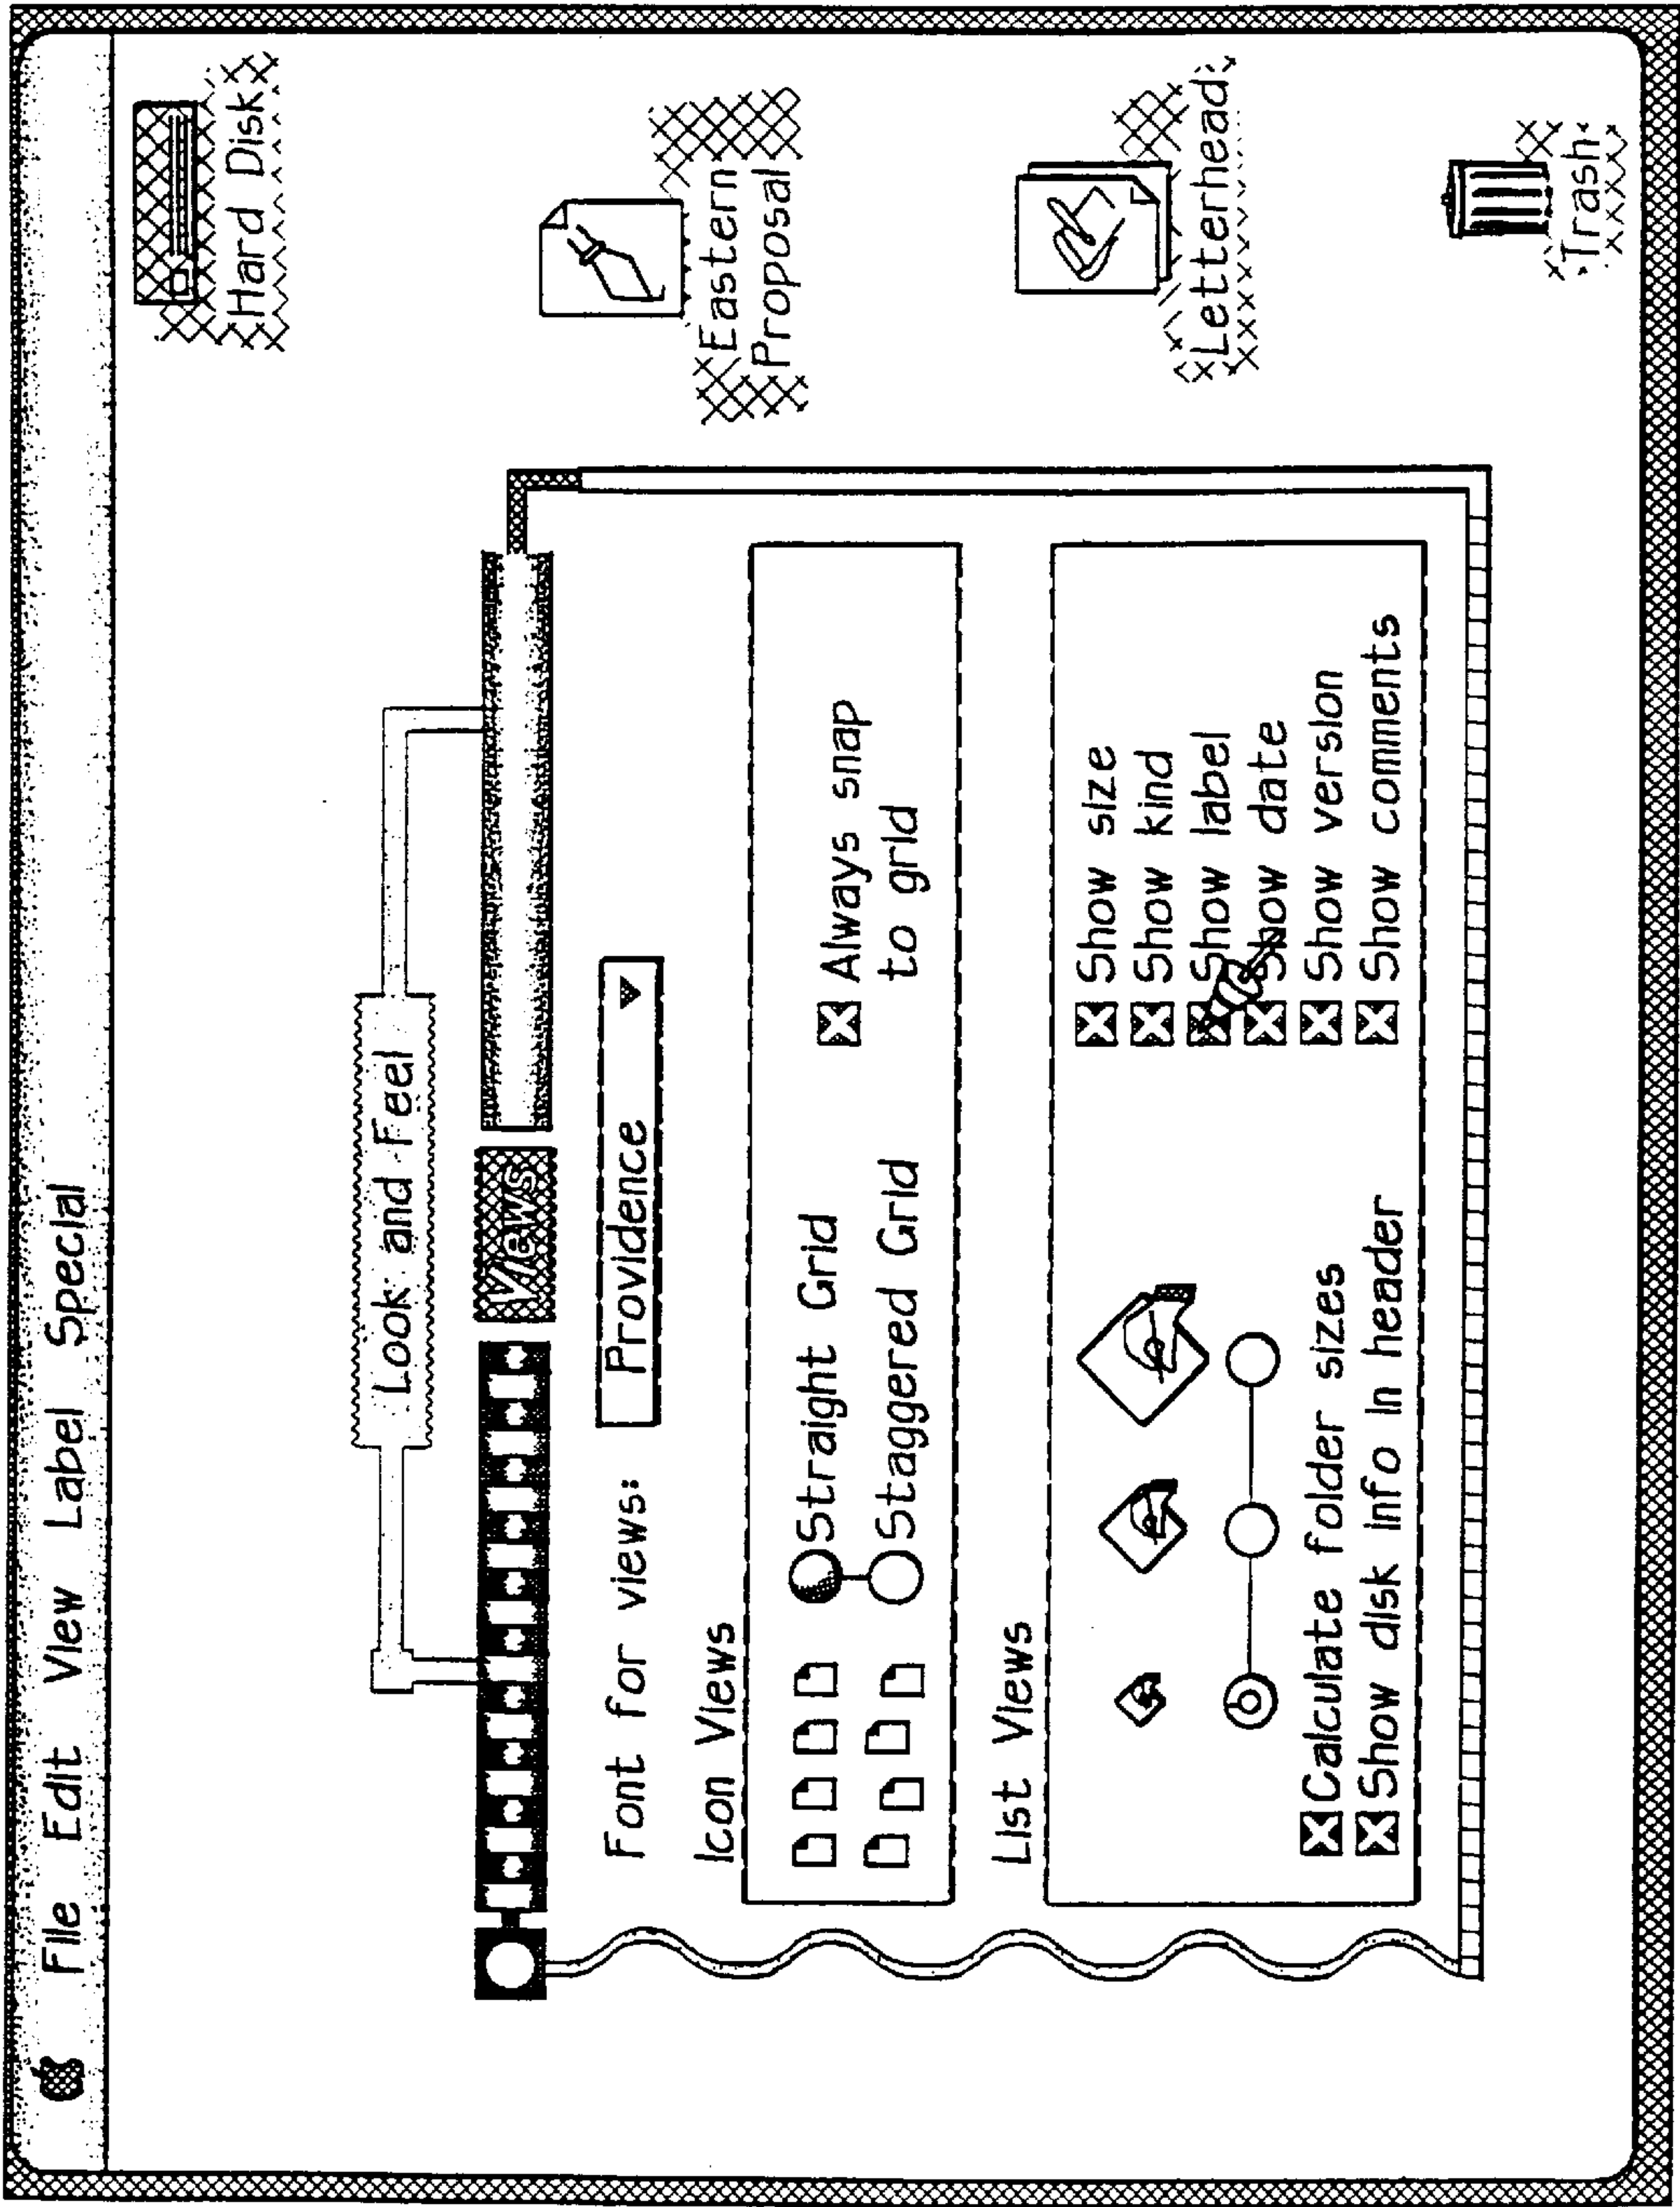 File Edit View Label Special
Hard Disk
Look and Feel
Views
Font for views: Providence
Eastern
Proposal
Icon Views
Straight Grid
Staggered Grid
Always snap
to grid
Letterhead
List Views
Show size
Show kind
Show label
Show date
Show version
Show comments
Calculate folder sizes
Show disk info in header
Trash